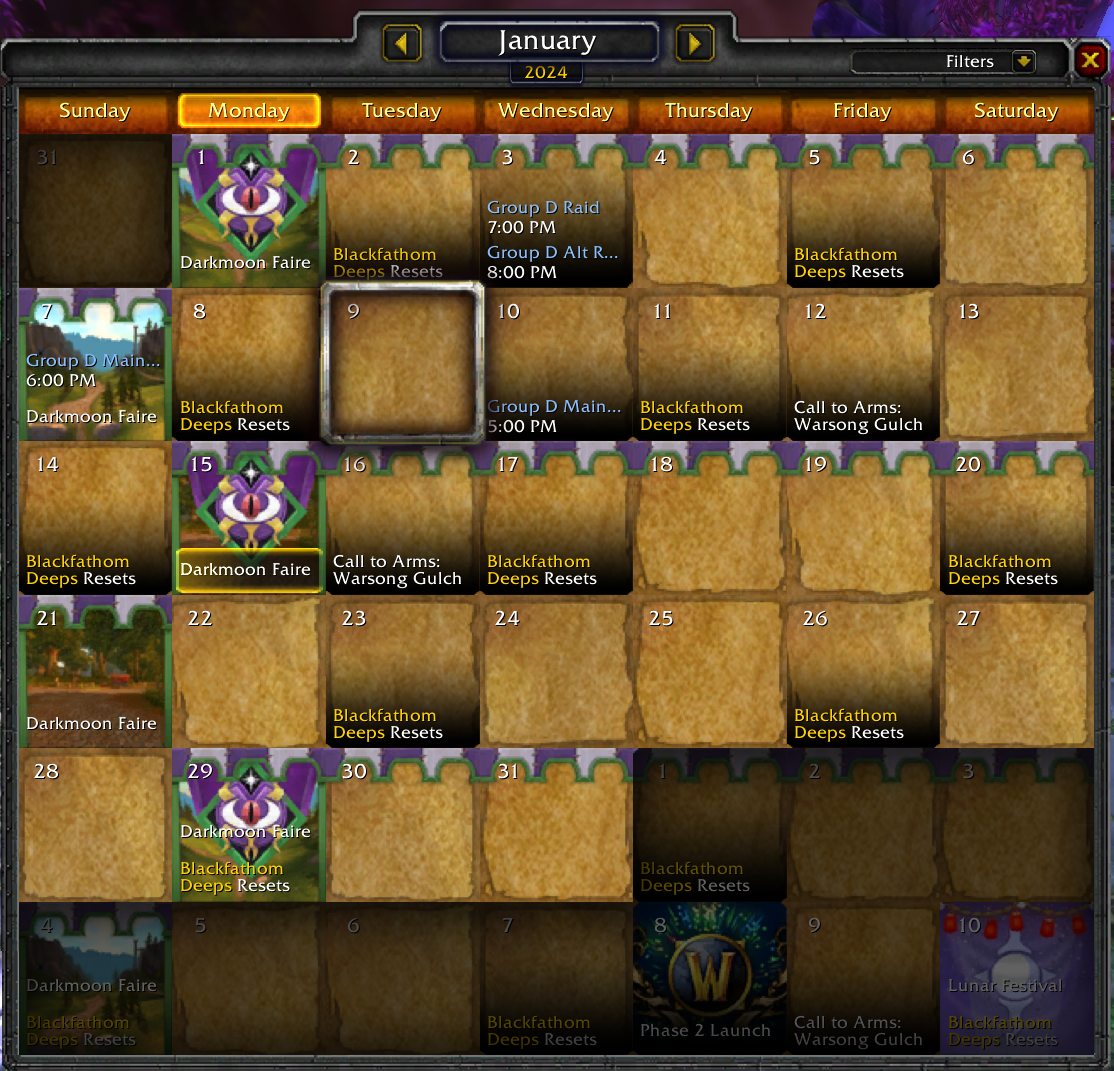 January
2024
Filters
Sunday Monday Tuesday Wednesday Thursday Friday Saturday
31
1
Darkmoon Faire
2
Blackfathom
Deeps Resets
3
Group D Raid
7:00 PM
Group D Alt R...
8:00 PM
4
5
Blackfathom
Deeps Resets
6
7
Group D Main...
6:00 PM
Darkmoon Faire
8
Blackfathom
Deeps Resets
9
10
Group D Main...
5:00 PM
11
Blackfathom
Deeps Resets
12
Call to Arms:
Warsong Gulch
13
14
Blackfathom
Deeps Resets
15
Darkmoon Faire
16
Call to Arms:
Warsong Gulch
17
Blackfathom
Deeps Resets
18
19
20
Blackfathom
Deeps Resets
21
Darkmoon Faire
22
23
Blackfathom
Deeps Resets
24
25
26
Blackfathom
Deeps Resets
27
28
29
Darkmoon Faire
Blackfathom
Deeps Resets
30
31
1
Blackfathom
Deeps Resets
2
3
4
Darkmoon Faire
Blackfathom
Deeps Resets
5
6
7
Blackfathom
Deeps Resets
8
W
Phase 2 Launch
9
Call to Arms:
Warsong Gulch
10
Lunar Festival
Blackfathom
Deeps Resets